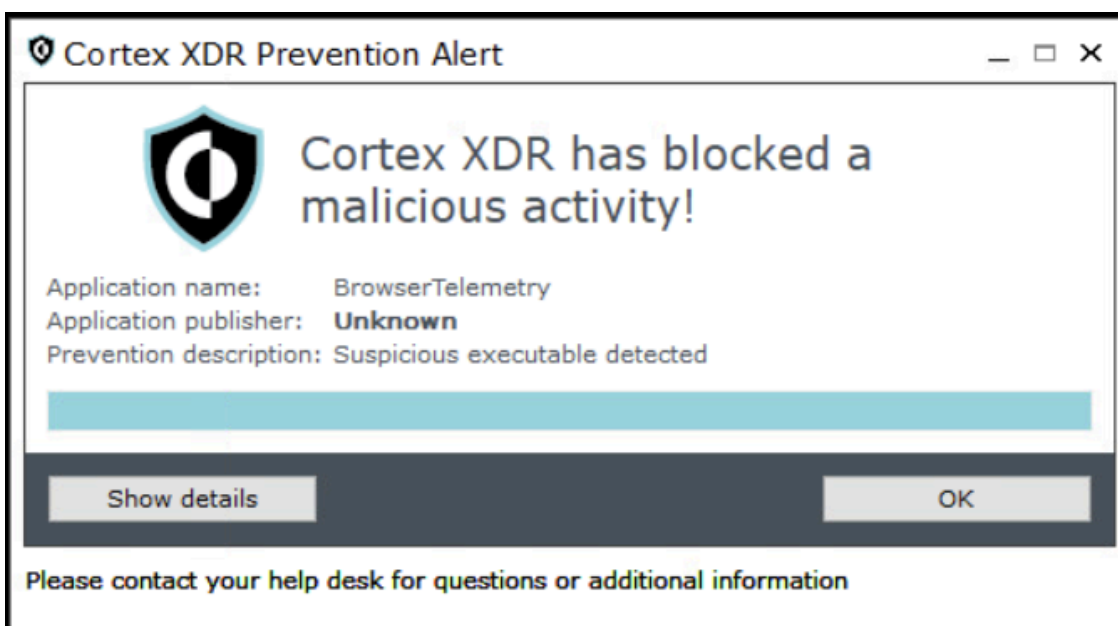 Cortex XDR Prevention Alert
Cortex XDR has blocked a
malicious activity!
Application name: BrowserTelemetry
Application publisher: Unknown
Prevention description: Suspicious executable detected
Show details OK
Please contact your help desk for questions or additional information